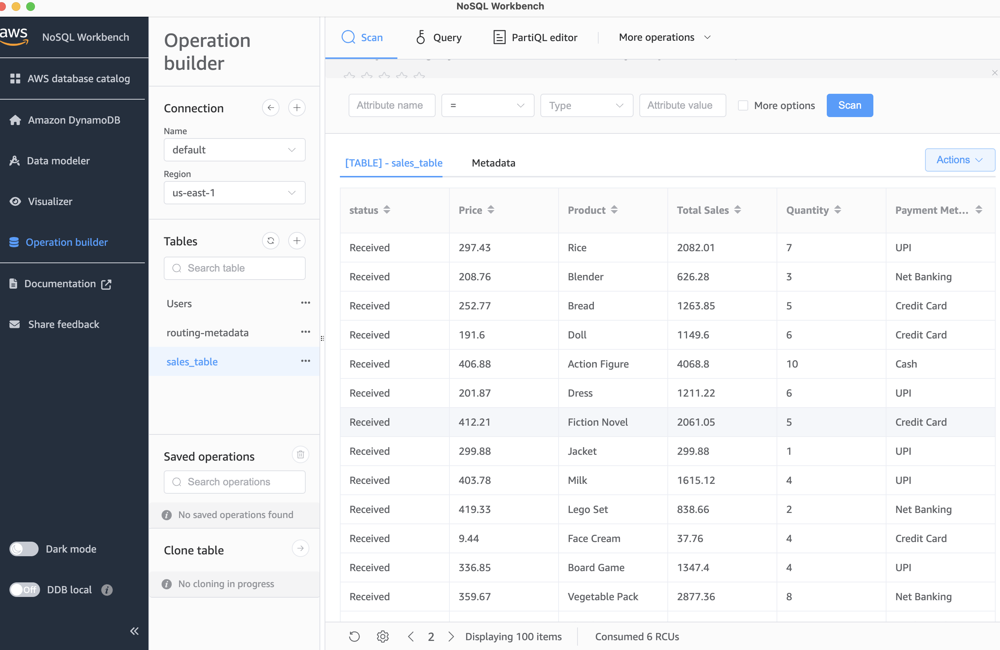 NoSQL Workbench
aws
NoSQL Workbench
AWS database catalog
Amazon DynamoDB
Data modeler
Visualizer
Operation builder
Documentation
Share feedback
Dark mode
Off DDB local
Operation
builder
Connection
Name
default
Region
us-east-1
Tables
Search table
Users
routing-metadata
sales_table
Saved operations
Search operations
No saved operations found
Clone table
No cloning in progress
Scan Query PartiQL editor More operations
Attribute name = Type Attribute value More options Scan
[TABLE] - sales_table Metadata Actions
status Price Product Total Sales Quantity Payment Met...
Received 297.43 Rice 2082.01 7 UPI
Received 208.76 Blender 626.28 3 Net Banking
Received 252.77 Bread 1263.85 5 Credit Card
Received 191.6 Doll 1149.6 6 Credit Card
Received 406.88 Action Figure 4068.8 10 Cash
Received 201.87 Dress 1211.22 6 UPI
Received 412.21 Fiction Novel 2061.05 5 Credit Card
Received 299.88 Jacket 299.88 1 UPI
Received 403.78 Milk 1615.12 4 UPI
Received 419.33 Lego Set 838.66 2 Net Banking
Received 9.44 Face Cream 37.76 4 Credit Card
Received 336.85 Board Game 1347.4 4 UPI
Received 359.67 Vegetable Pack 2877.36 8 Net Banking
2 Displaying 100 items Consumed 6 RCUs